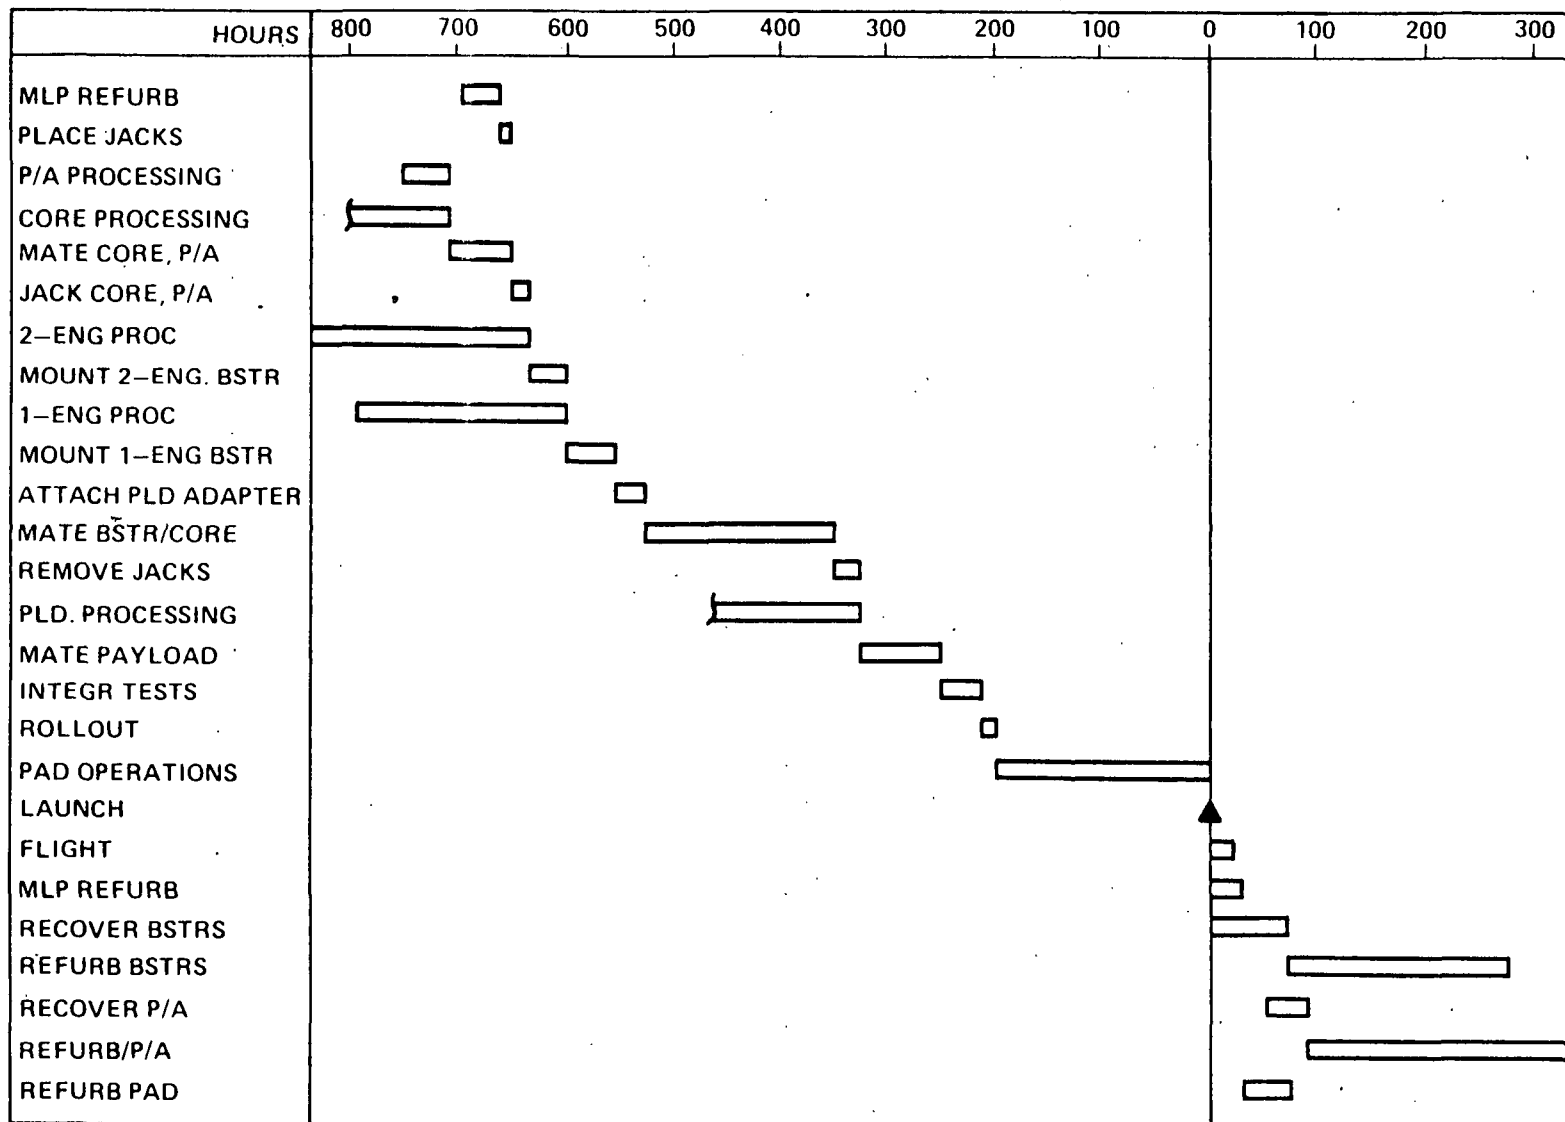 HOURS 800 700 600 500 400 300 200 100 0 100 200 300
MLP REFURB
PLACE JACKS
P/A PROCESSING
CORE PROCESSING
MATE CORE, P/A
JACK CORE, P/A
2-ENG PROC
MOUNT 2-ENG. BSTR
1-ENG PROC
MOUNT 1-ENG BSTR
ATTACH PLD ADAPTER
MATE BSTR/CORE
REMOVE JACKS
PLD. PROCESSING
MATE PAYLOAD
INTEGR TESTS
ROLLOUT
PAD OPERATIONS
LAUNCH
FLIGHT
MLP REFURB
RECOVER BSTRS
REFURB BSTRS
RECOVER P/A
REFURB/P/A
REFURB PAD